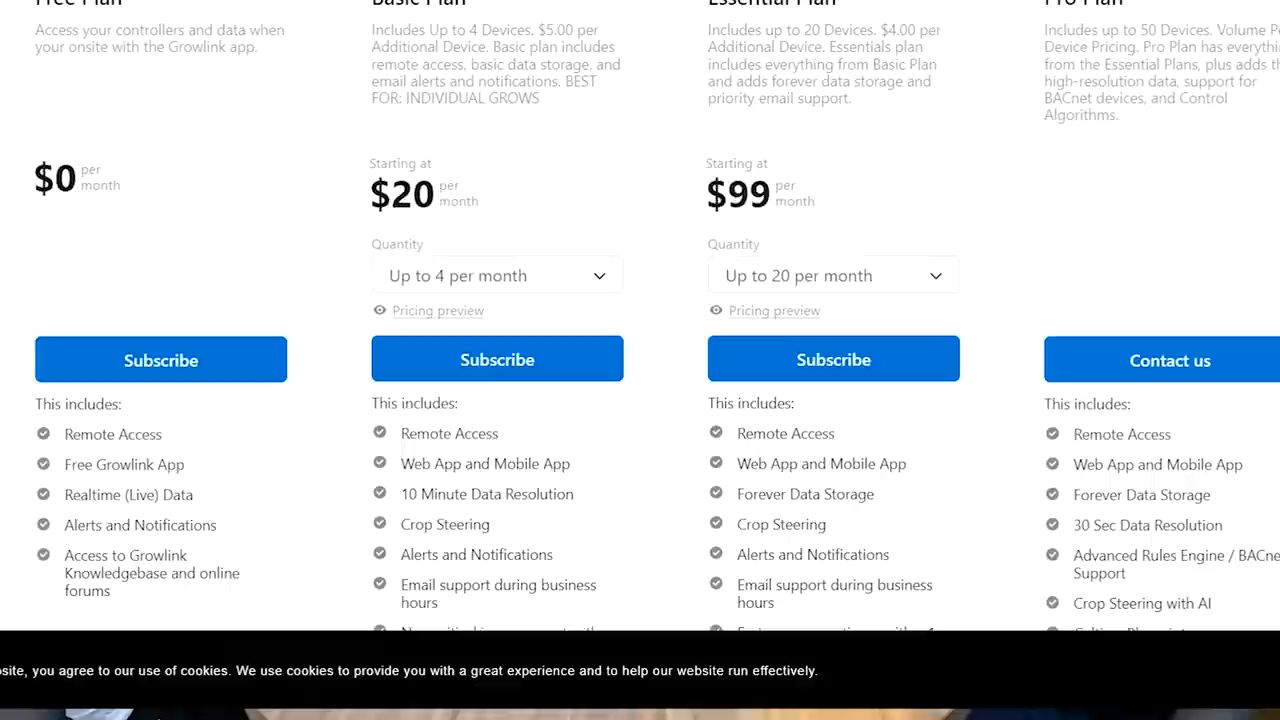 Free Plan
Access your controllers and data when
your onsite with the Growlink app.
$0 per
month
Subscribe
This includes:
Remote Access
Free Growlink App
Realtime (Live) Data
Alerts and Notifications
Access to Growlink
Knowledgebase and online
forums
Basic Plan
Includes Up to 4 Devices. $5.00 per
Additional Device. Basic plan includes
remote access, basic data storage, and
email alerts and notifications. BEST
FOR: INDIVIDUAL GROWS
Starting at
$20 per
month
Quantity
Up to 4 per month
Pricing preview
Subscribe
This includes:
Remote Access
Web App and Mobile App
10 Minute Data Resolution
Crop Steering
Alerts and Notifications
Email support during business
hours
Essential Plan
Includes up to 20 Devices. $4.00 per
Additional Device. Essentials plan
includes everything from Basic Plan
and adds forever data storage and
priority email support.
Starting at
$99 per
month
Quantity
Up to 20 per month
Pricing preview
Subscribe
This includes:
Remote Access
Web App and Mobile App
Forever Data Storage
Crop Steering
Alerts and Notifications
Email support during business
hours
Pro Plan
Includes up to 50 Devices. Volume
Device Pricing. Pro Plan has
from the Essential Plans, plus adds
high-resolution data, support for
BACnet devices, and Control
Algorithms.
Contact us
This includes:
Remote Access
Web App and Mobile App
Forever Data Storage
30 Sec Data Resolution
Advanced Rules Engine /
Support
Crop Steering with AI
you agree to our use of cookies. We use cookies to provide you with a great experience and to help our website run effectively.